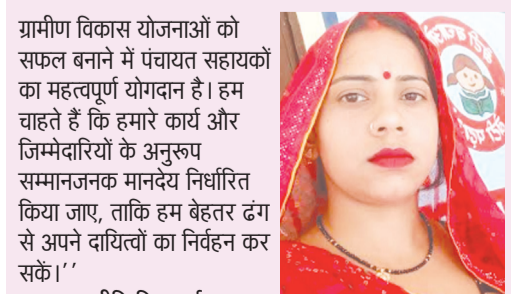 ग्रामीण विकास योजनाओं को
सफल बनाने में पंचायत सहायकों
का महत्वपूर्ण योगदान है। हम
चाहते हैं कि हमारे कार्य और
जिम्मेदारियों के अनुरूप
सम्मानजनक मानदेय निर्धारित
किया जाए, ताकि हम बेहतर ढंग
से अपने दायित्वों का निर्वहन कर
सकें।’’